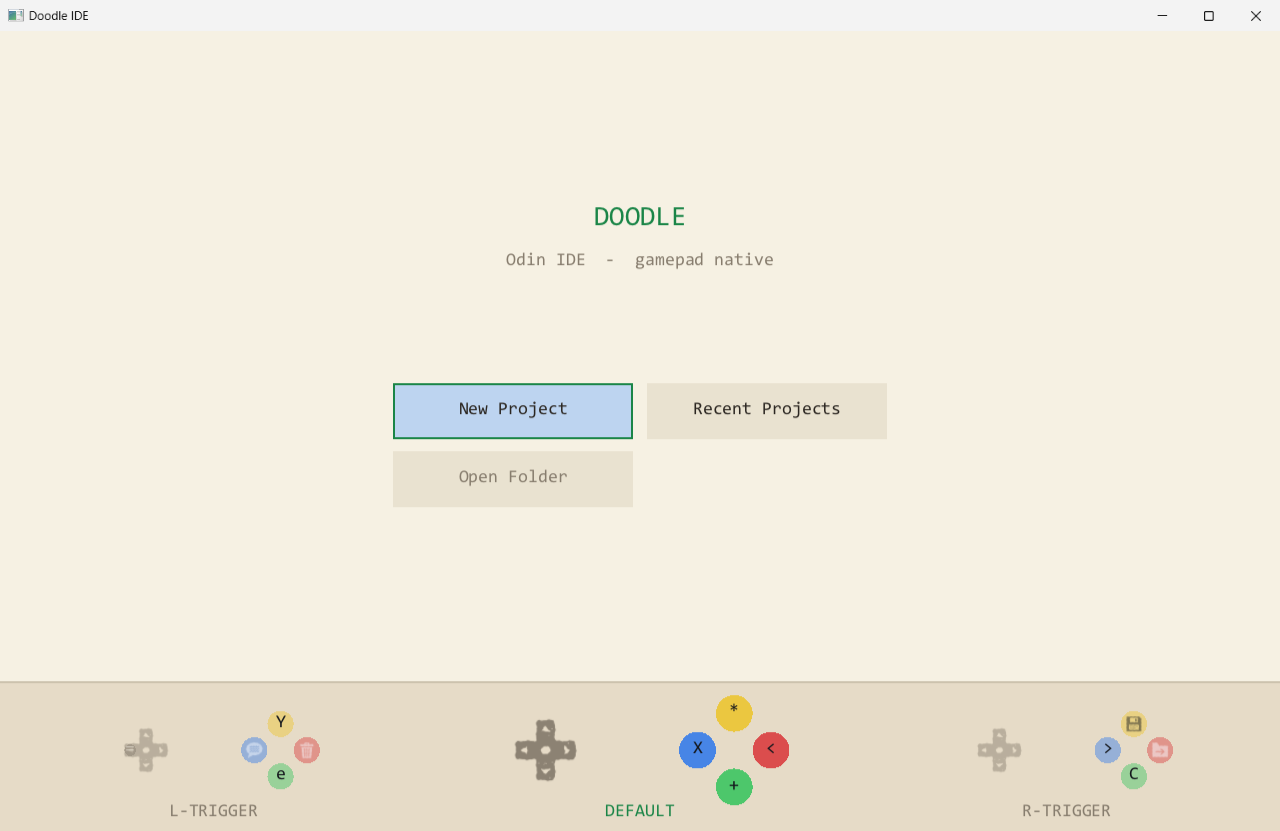 Doodle IDE
DOODLE
Odin IDE - gamepad native
New Project
Recent Projects
Open Folder
Y
e
L-TRIGGER
*
X
<
+
DEFAULT
>
C
R-TRIGGER